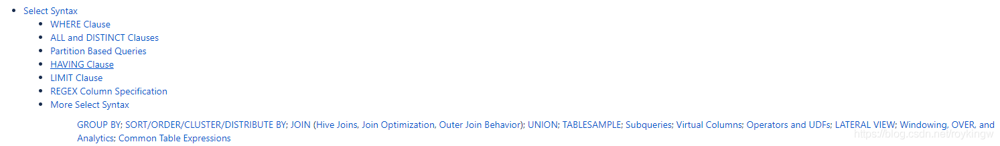 Select Syntax
WHERE Clause
ALL and DISTINCT Clauses
Partition Based Queries
HAVING Clause
LIMIT Clause
REGEX Column Specification
More Select Syntax
GROUP BY; SORT/ORDER/CLUSTER/DISTRIBUTE BY; JOIN (Hive Joins, Join Optimization, Outer Join Behavior); UNION; TABLESAMPLE; Subqueries; Virtual Columns; Operators and UDFs; LATERAL VIEW; Windowing, OVER, and
Analytics; Common Table Expressions
https://blog.csdn.net/roykingw